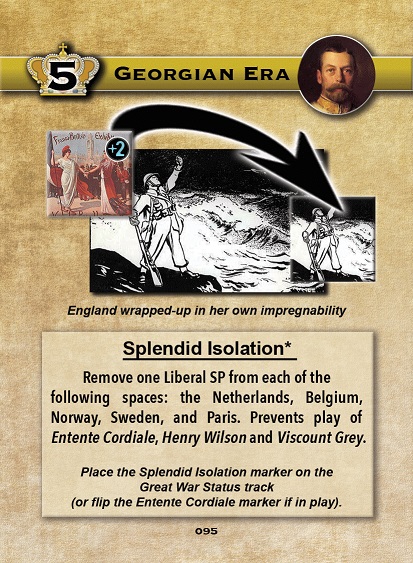 5 GEORGIAN ERA
+2
England wrapped-up in her own impregnability
Splendid Isolation*
Remove one Liberal SP from each of the
following spaces: the Netherlands, Belgium,
Norway, Sweden, and Paris. Prevents play of
Entente Cordiale, Henry Wilson and Viscount Grey.
Place the Splendid Isolation marker on the
Great War Status track
(or flip the Entente Cordiale marker if in play).
095